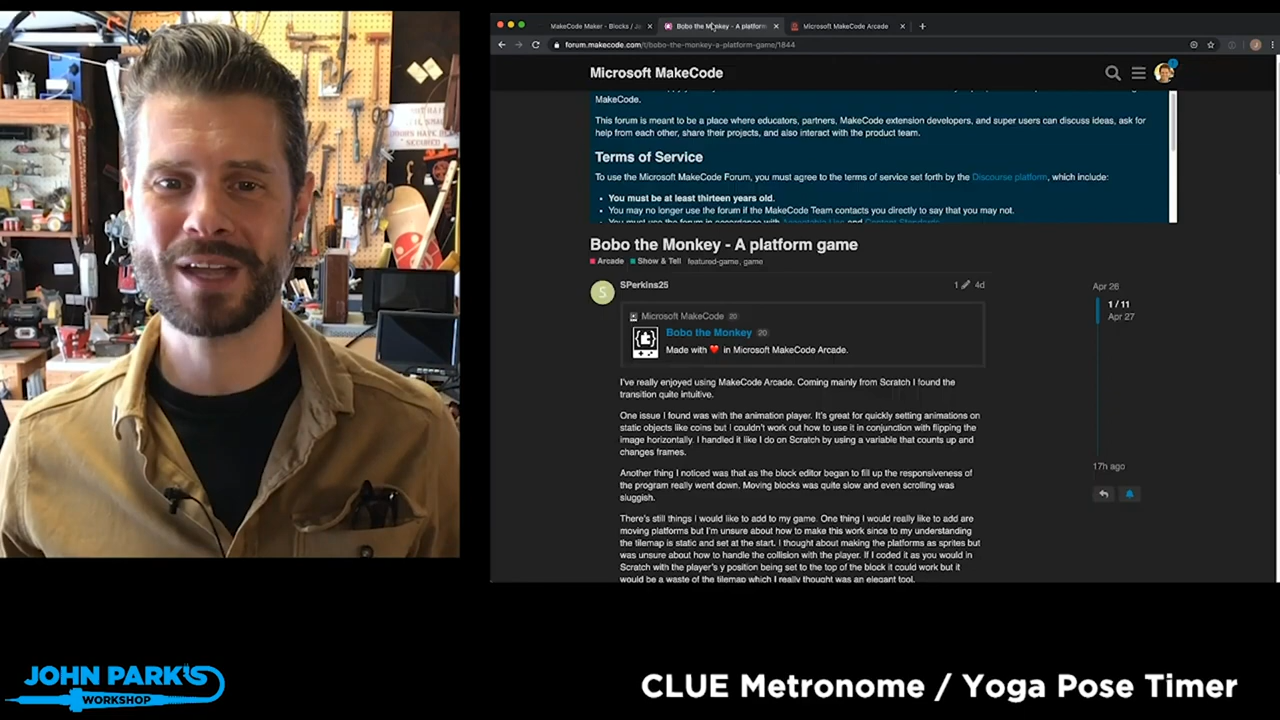 MakeCode Maker - Blocks / Ja
Bobo the Monkey - A platform
Microsoft MakeCode Arcade
forum.makecode.com/t/bobo-the-monkey-a-platform-game/1844
Microsoft MakeCode
MakeCode.
This forum is meant to be a place where educators, partners, MakeCode extension developers, and super users can discuss ideas, ask for
help from each other, share their projects, and also interact with the product team.
Terms of Service
To use the Microsoft MakeCode Forum, you must agree to the terms of service set forth by the Discourse platform, which include:
You must be at least thirteen years old.
You may no longer use the forum if the MakeCode Team contacts you directly to say that you may not.
Bobo the Monkey - A platform game
Arcade Show & Tell featured-game, game
S SPerkins25 1 4d
Apr 26
Microsoft MakeCode 20
1 / 11
Apr 27
Bobo the Monkey 20
Made with ❤️ in Microsoft MakeCode Arcade.
I've really enjoyed using MakeCode Arcade. Coming mainly from Scratch I found the
transition quite intuitive.
One issue I found was with the animation player. It's great for quickly setting animations on
static objects like coins but I couldn't work out how to use it in conjunction with flipping the
image horizontally. I handled it like I do on Scratch by using a variable that counts up and
changes frames.
17h ago
Another thing I noticed was that as the block editor began to fill up the responsiveness of
the program really went down. Moving blocks was quite slow and even scrolling was
sluggish.
There's still things I would like to add to my game. One thing I would really like to add are
moving platforms but I'm unsure about how to make this work since to my understanding
the tilemap is static and set at the start. I thought about making the platforms as sprites but
was unsure about how to handle the collision with the player. If I coded it as you would in
Scratch with the player's y position being set to the top of the block it could work but it
would be a waste of the tilemap which I really thought was an elegant tool.
JOHN PARK'S
WORKSHOP
CLUE Metronome / Yoga Pose Timer